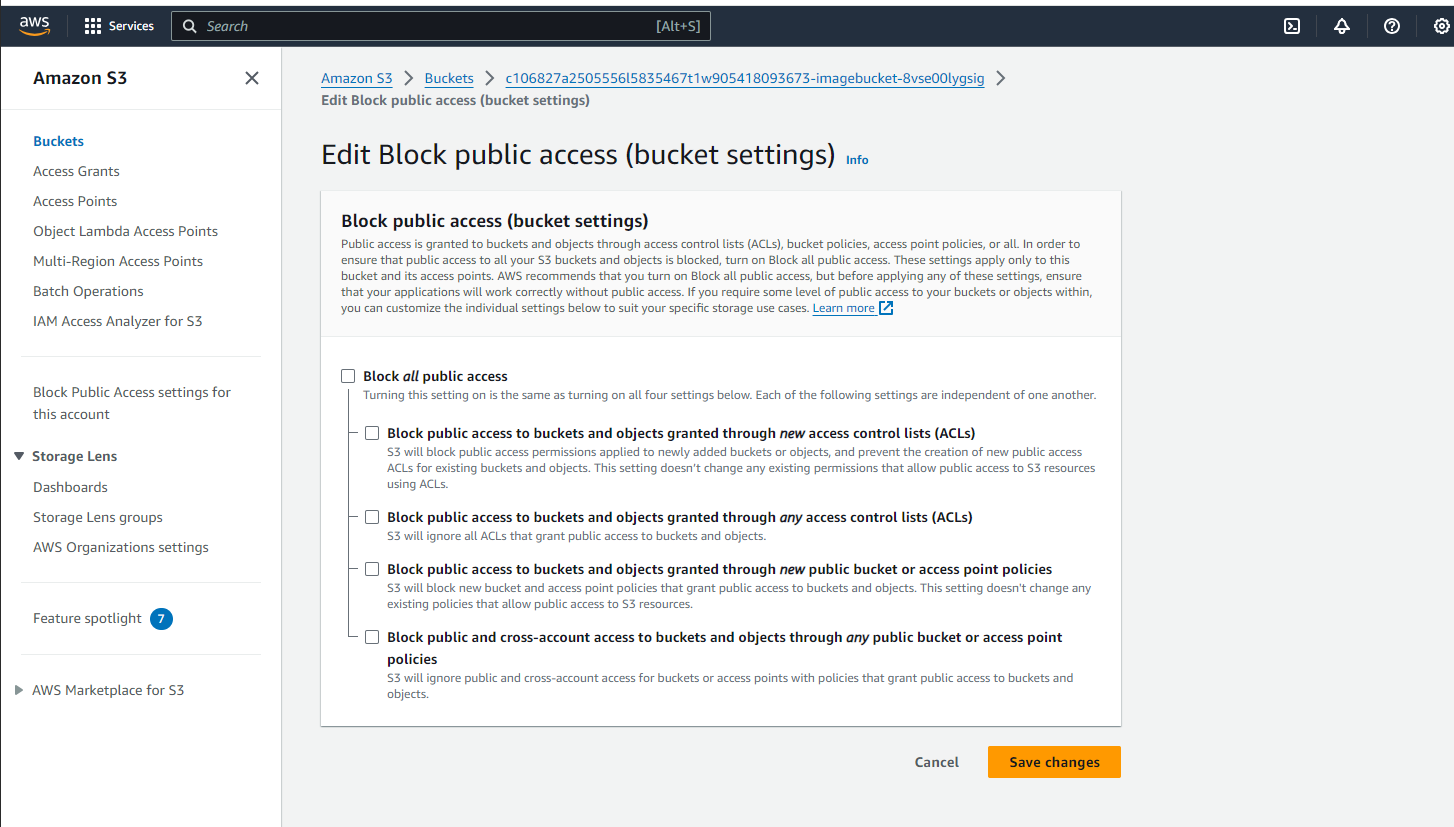 aws
Services
Search
[Alt+S]
Amazon S3
Buckets
Access Grants
Access Points
Object Lambda Access Points
Multi-Region Access Points
Batch Operations
IAM Access Analyzer for S3
Block Public Access settings for
this account
Storage Lens
Dashboards
Storage Lens groups
AWS Organizations settings
Feature spotlight 7
AWS Marketplace for S3
Amazon S3 > Buckets > c106827a2505556l5835467t1w905418093673-imagebucket-8vse00lygsig >
Edit Block public access (bucket settings)
Edit Block public access (bucket settings) Info
Block public access (bucket settings)
Public access is granted to buckets and objects through access control lists (ACLs), bucket policies, access point policies, or all. In order to
ensure that public access to all your S3 buckets and objects is blocked, turn on Block all public access. These settings apply only to this
bucket and its access points. AWS recommends that you turn on Block all public access, but before applying any of these settings, ensure
that your applications will work correctly without public access. If you require some level of public access to your buckets or objects within,
you can customize the individual settings below to suit your specific storage use cases. Learn more
Block all public access
Turning this setting on is the same as turning on all four settings below. Each of the following settings are independent of one another.
Block public access to buckets and objects granted through new access control lists (ACLs)
S3 will block public access permissions applied to newly added buckets or objects, and prevent the creation of new public access
ACLs for existing buckets and objects. This setting doesn't change any existing permissions that allow public access to S3 resources
using ACLs.
Block public access to buckets and objects granted through any access control lists (ACLs)
S3 will ignore all ACLs that grant public access to buckets and objects.
Block public access to buckets and objects granted through new public bucket or access point policies
S3 will block new bucket and access point policies that grant public access to buckets and objects. This setting doesn't change any
existing policies that allow public access to S3 resources.
Block public and cross-account access to buckets and objects through any public bucket or access point
policies
S3 will ignore public and cross-account access for buckets or access points with policies that grant public access to buckets and
objects.
Cancel
Save changes